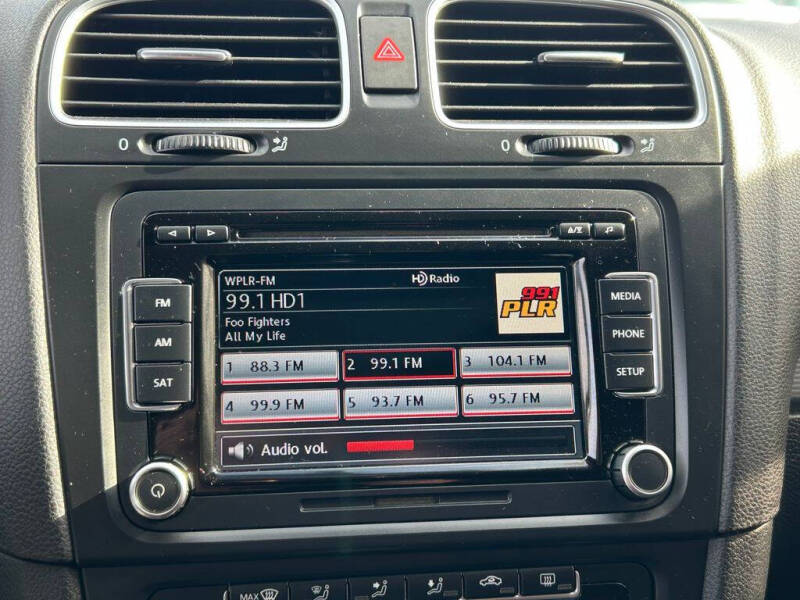 0
0
WPLR-FM
HD Radio
99.1 HD1
Foo Fighters
All My Life
99.1
PLR
FM
AM
SAT
MEDIA
PHONE
SETUP
1 88.3 FM
2 99.1 FM
3 104.1 FM
4 99.9 FM
5 93.7 FM
6 95.7 FM
Audio vol.
MAX